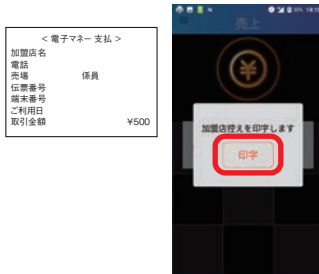 ＜電子マネー 支払＞
加盟店名
電話
売場 係員
伝票番号
端末番号
ご利用日
取引金額 ¥500
売上
加盟店控えを印字します
印字